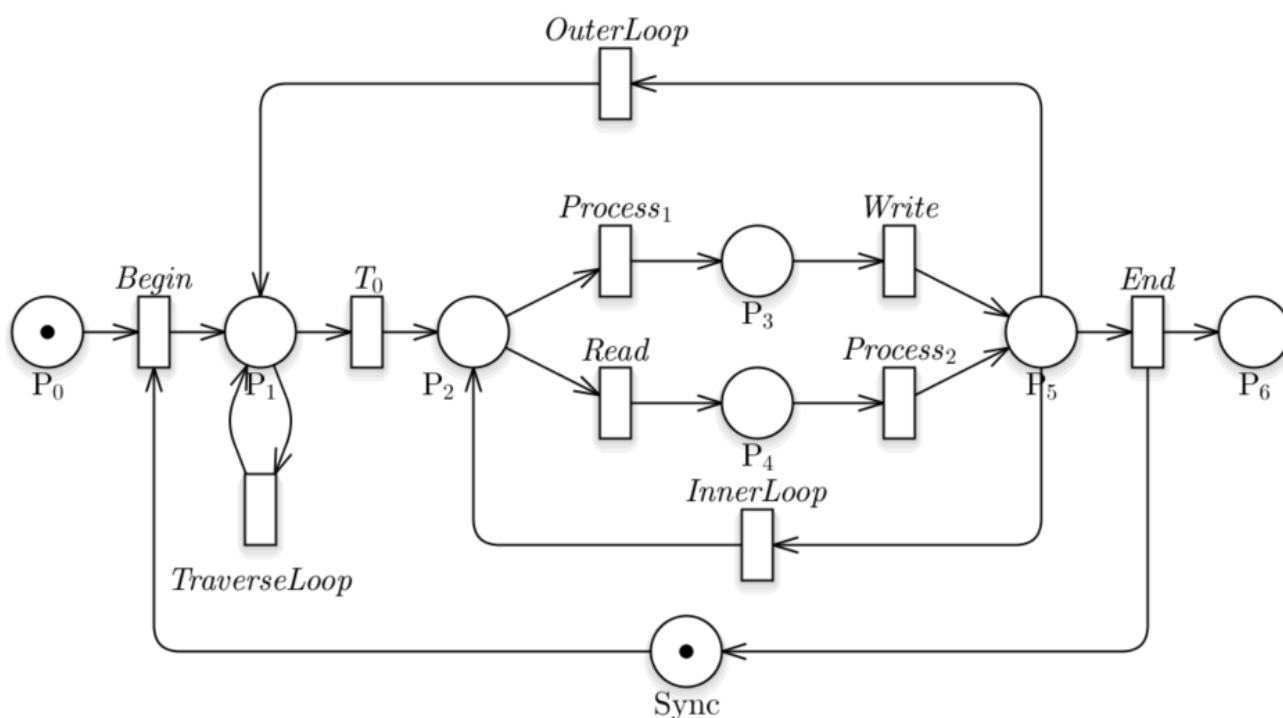 OuterLoop
Process₁
Write
Begin
T₀
End
P₃
Read
Process₂
P₀
P₁
P₂
P₅
P₆
P₄
InnerLoop
TraverseLoop
Sync